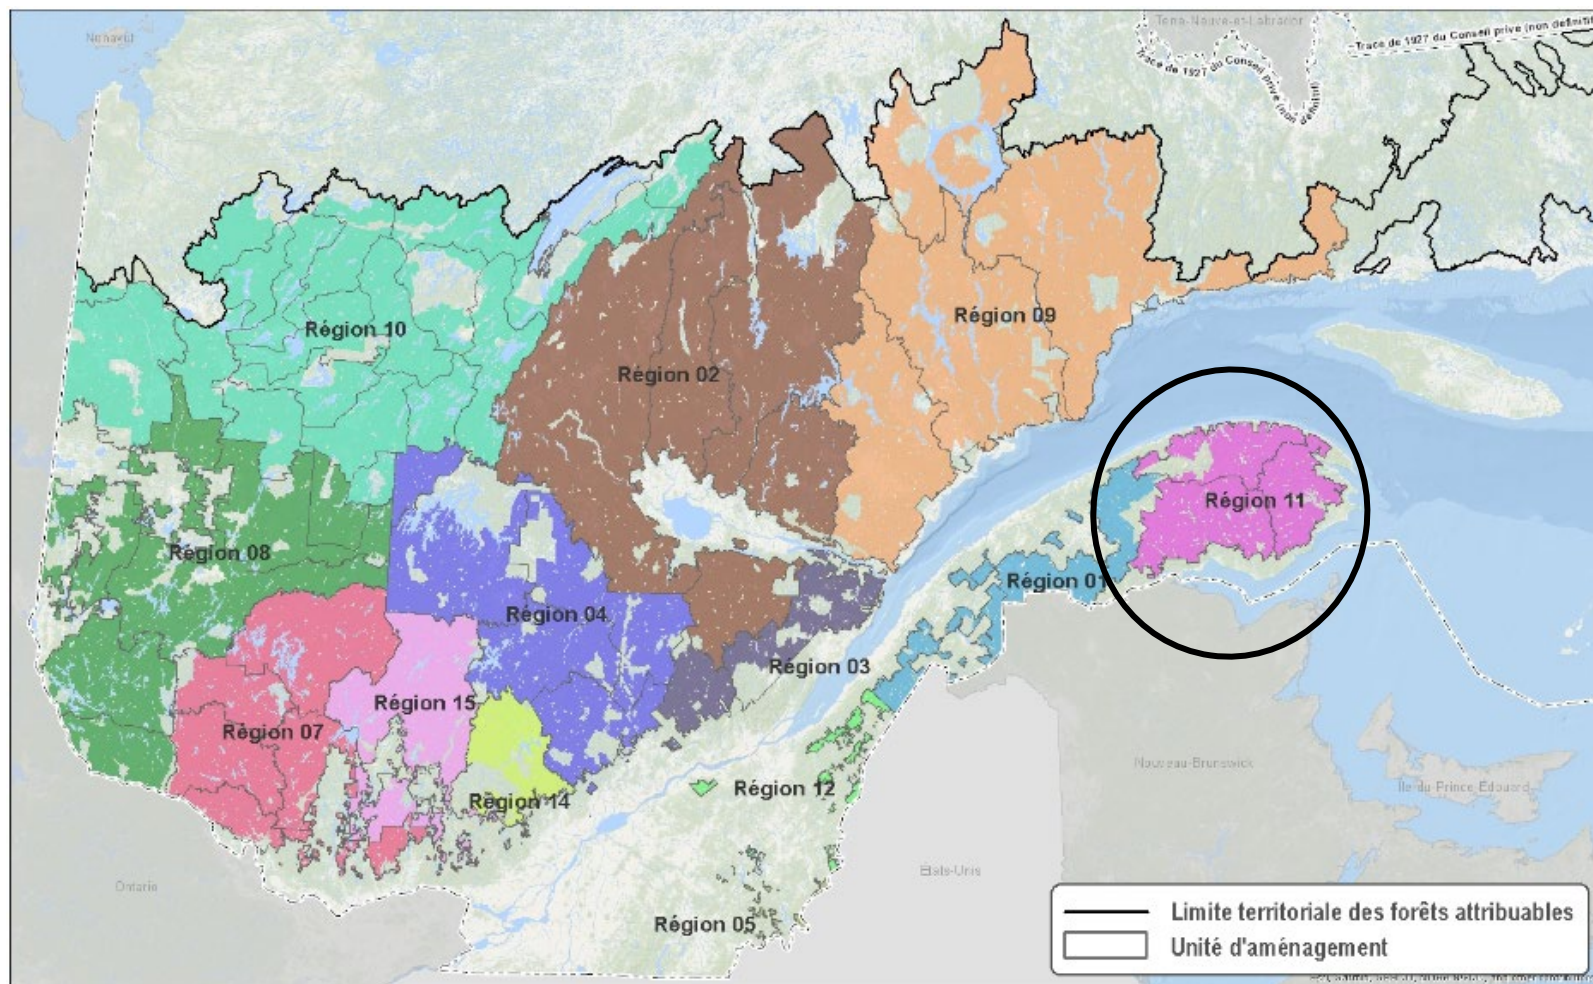 Nunavut
Terre-Neuve-et-Labrador
Tracé de 1927 du Conseil privé (non définitif)
Tracé de 1927 du Conseil privé (non définitif)
Région 10
Région 09
Région 02
Région 11
Région 08
Région 01
Région 04
Région 03
Région 15
Région 07
Nouveau-Brunswick
Île-du-Prince-Édouard
Région 12
Région 14
États-Unis
Ontario
Région 05
Limite territoriale des forêts attribuables
Unité d'aménagement